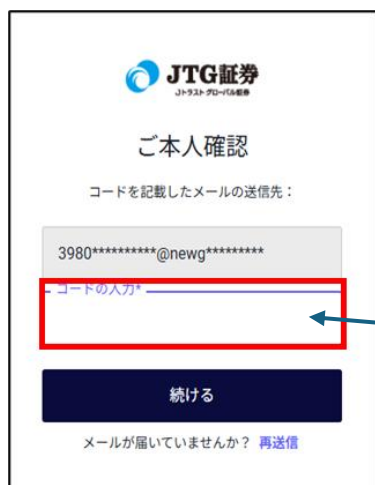 JTG証券
Jトラスト グローバル証券
ご本人確認
コードを記載したメールの送信先：
3980**********@newg*********
コードの入力*
続ける
メールが届いていませんか？ 再送信